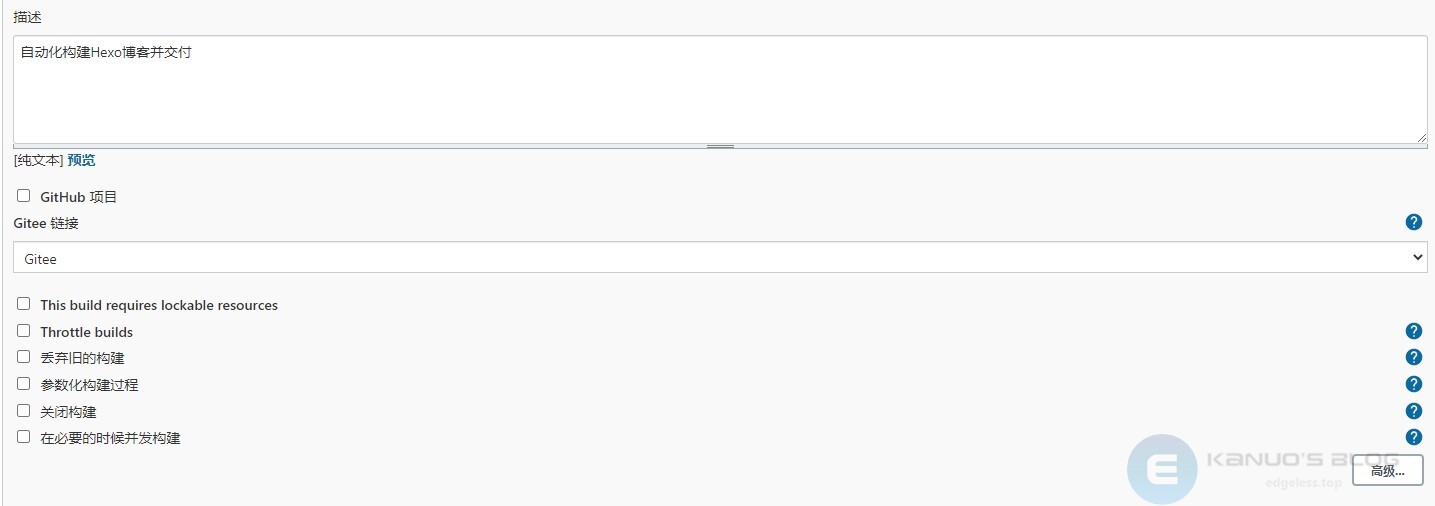 描述
自动化构建Hexo博客并交付
[纯文本] 预览
GitHub 项目
Gitee 链接
?
Gitee
This build requires lockable resources
Throttle builds
?
丢弃旧的构建
?
参数化构建过程
?
关闭构建
?
在必要的时候并发构建
?
KANUO'S BLOG
高级...
edgeless.top